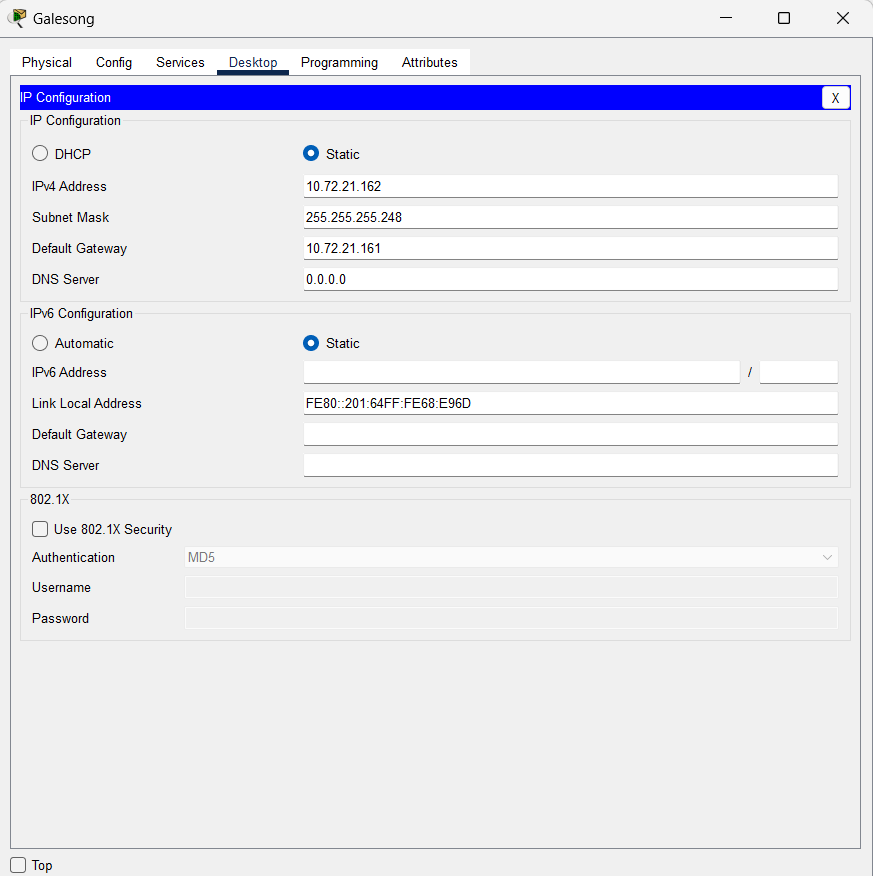 Galesong
Physical Config Services Desktop Programming Attributes
IP Configuration X
IP Configuration
DHCP Static
IPv4 Address 10.72.21.162
Subnet Mask 255.255.255.248
Default Gateway 10.72.21.161
DNS Server 0.0.0.0
IPv6 Configuration
Automatic Static
IPv6 Address /
Link Local Address FE80::201:64FF:FE68:E96D
Default Gateway
DNS Server
802.1X
Use 802.1X Security
Authentication MD5
Username
Password
Top